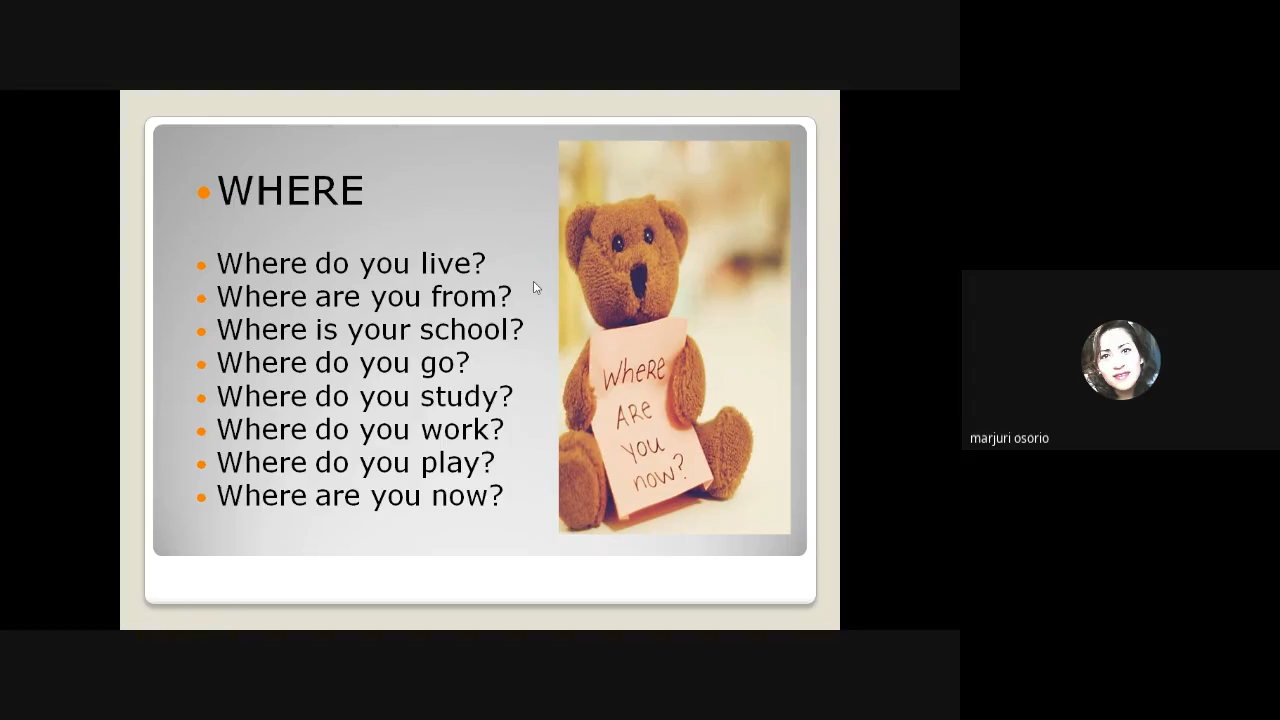 WHERE
Where do you live?
Where are you from?
Where is your school?
Where do you go?
Where do you study?
Where do you work?
Where do you play?
Where are you now?
Where
ARE
you
now?
marjuri osorio